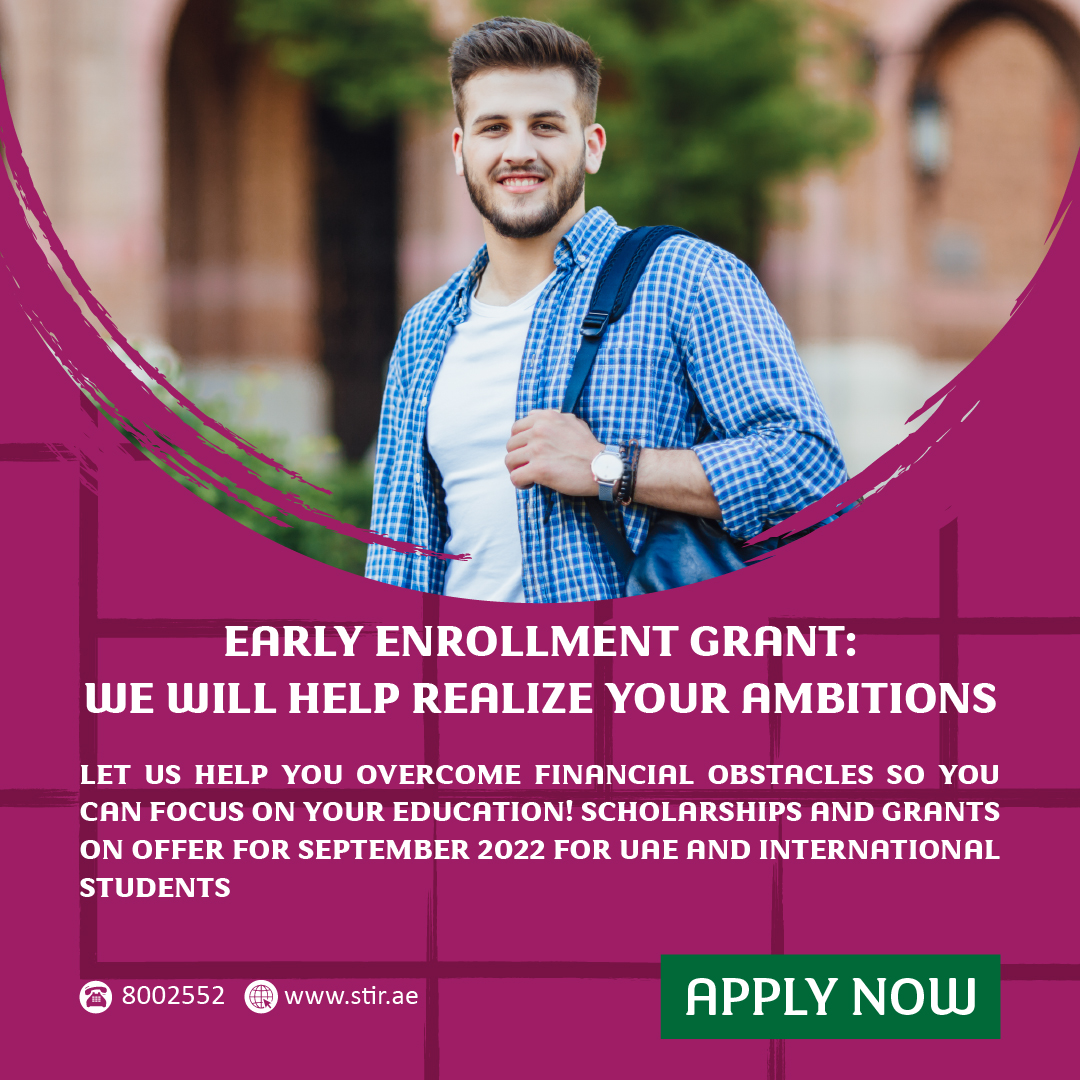 EARLY ENROLLMENT GRANT:
WE WILL HELP REALIZE YOUR AMBITIONS
LET US HELP YOU OVERCOME FINANCIAL OBSTACLES SO YOU
CAN FOCUS ON YOUR EDUCATION! SCHOLARSHIPS AND GRANTS
ON OFFER FOR SEPTEMBER 2022 FOR UAE AND INTERNATIONAL
STUDENTS
8002552 www.stir.ae
APPLY NOW